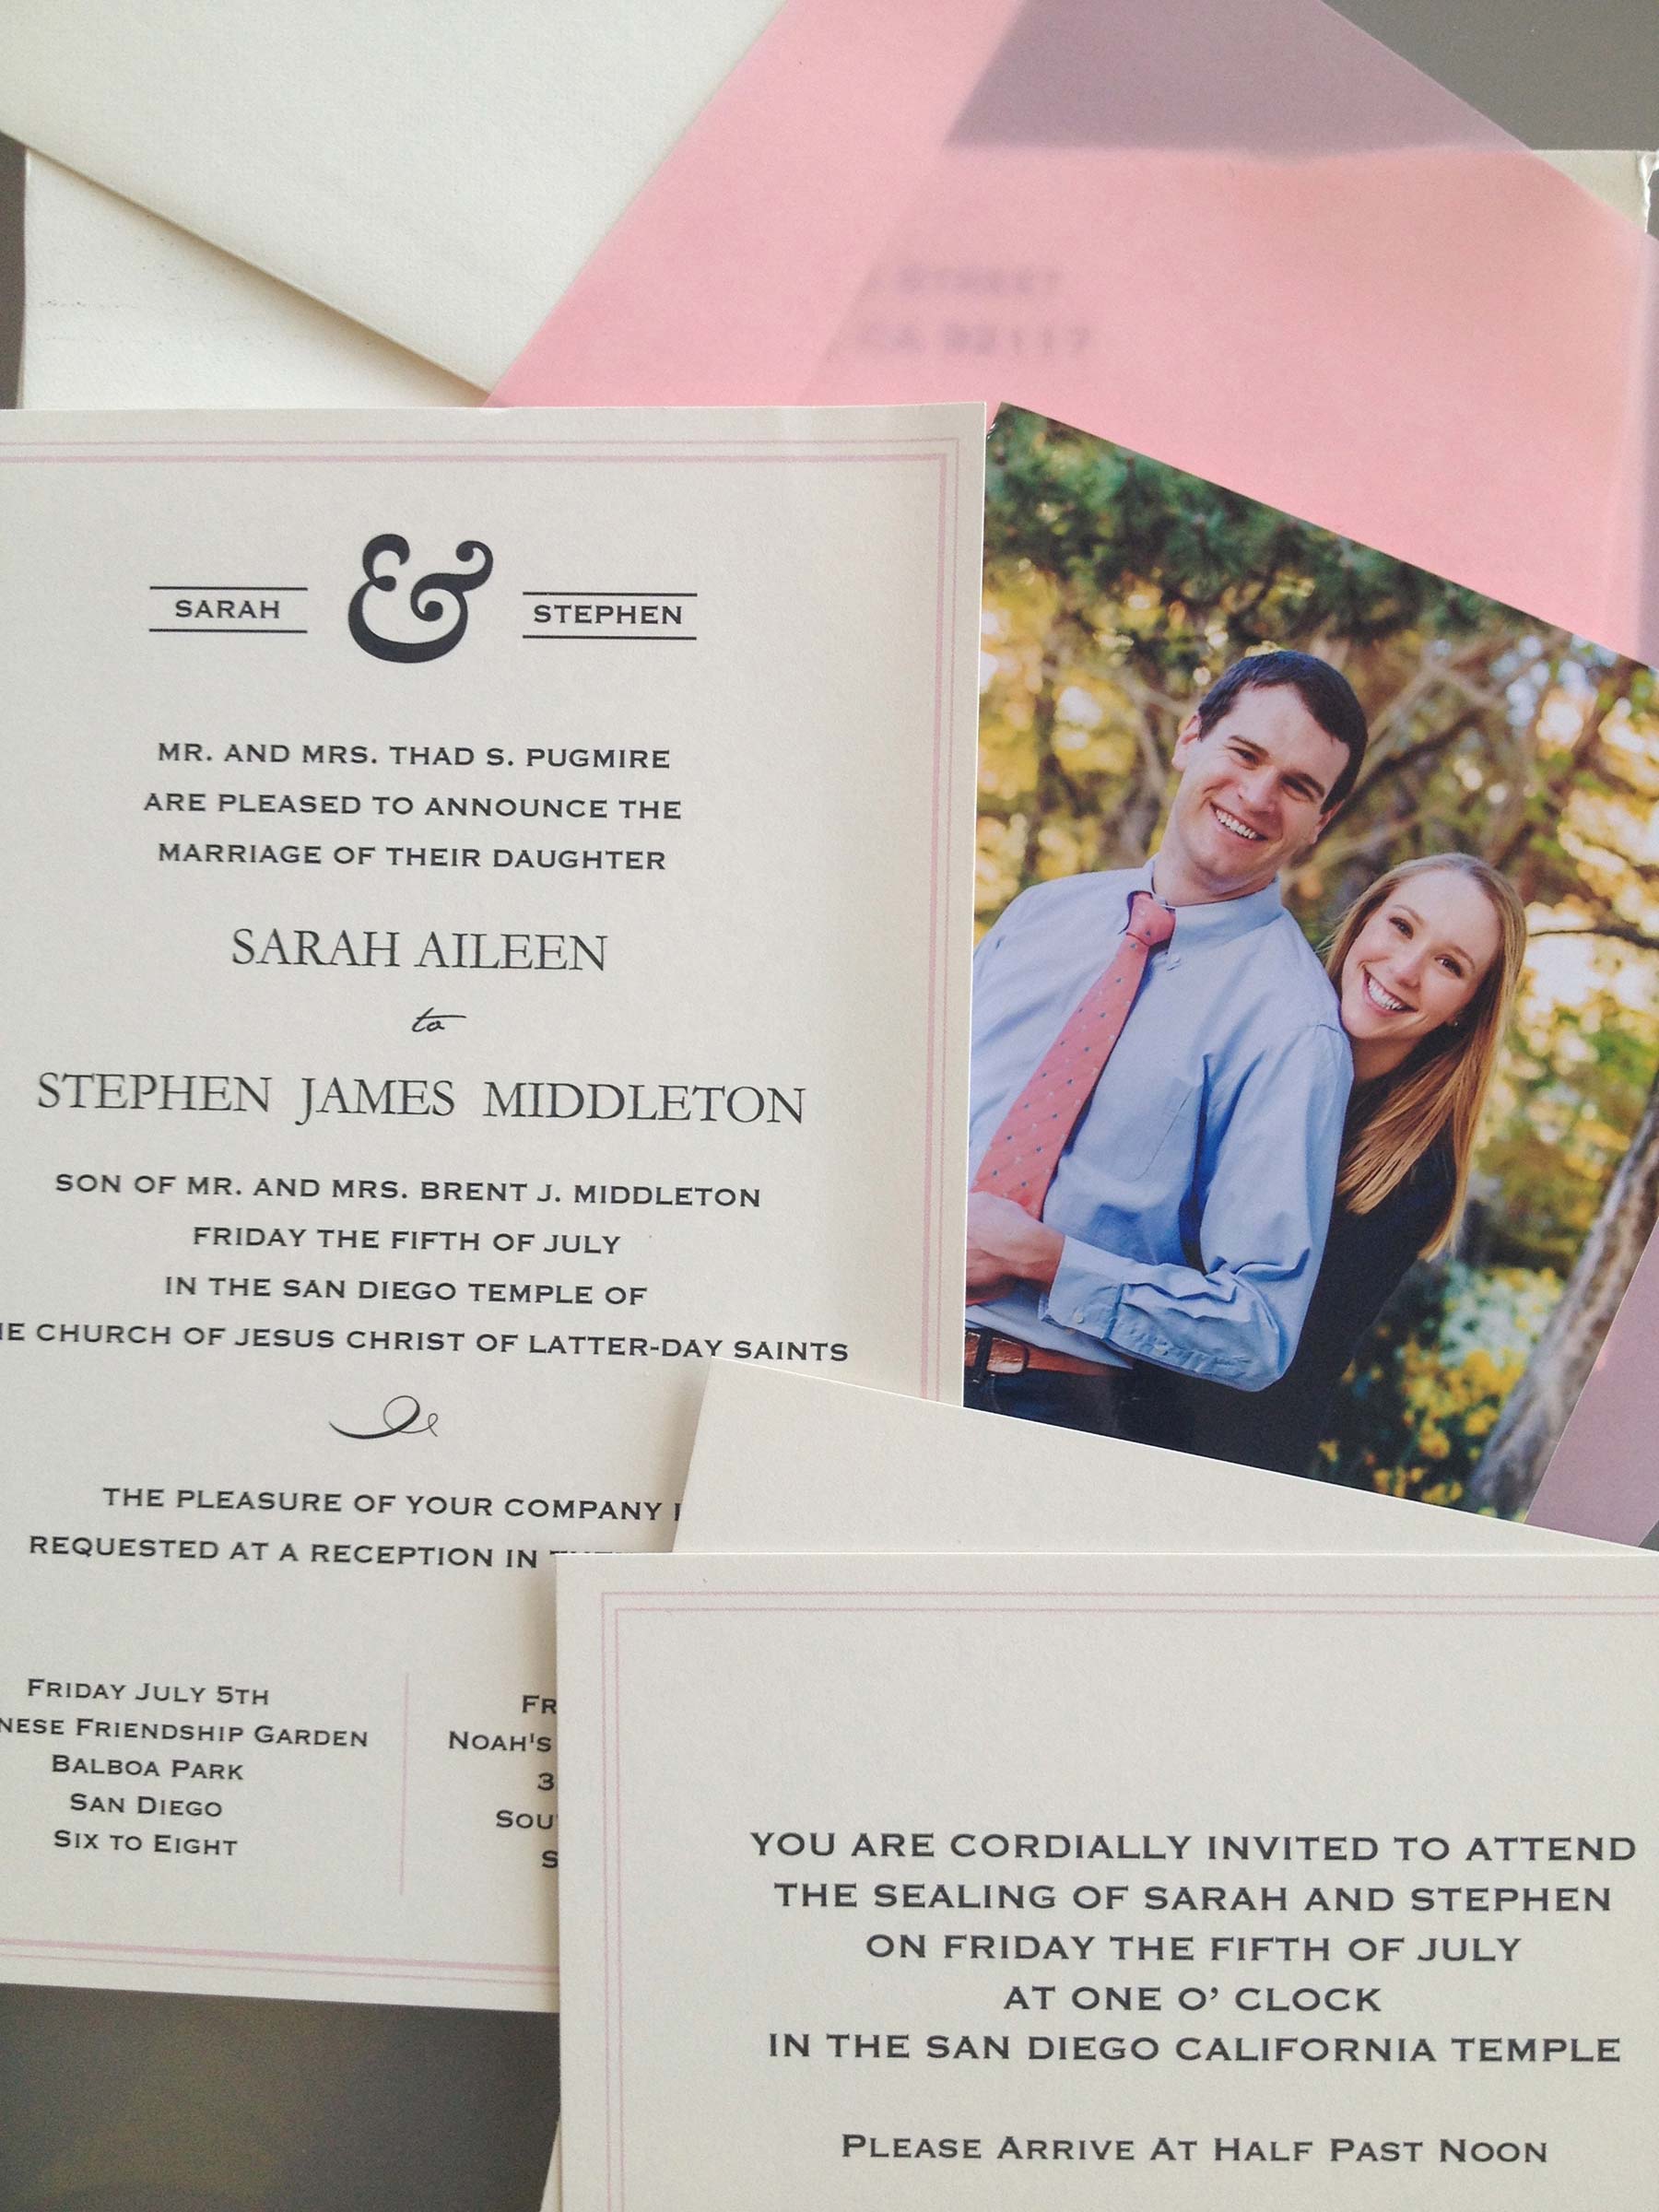 STREET
CA 92117
SARAH & STEPHEN
MR. AND MRS. THAD S. PUGMIRE
ARE PLEASED TO ANNOUNCE THE
MARRIAGE OF THEIR DAUGHTER
SARAH AILEEN
to
STEPHEN JAMES MIDDLETON
SON OF MR. AND MRS. BRENT J. MIDDLETON
FRIDAY THE FIFTH OF JULY
IN THE SAN DIEGO TEMPLE OF
CHURCH OF JESUS CHRIST OF LATTER-DAY SAINTS
THE PLEASURE OF YOUR COMPANY
REQUESTED AT A RECEPTION IN
FRIDAY JULY 5TH
FRIENDSHIP GARDEN
BALBOA PARK
SAN DIEGO
SIX TO EIGHT
NOAH'S
YOU ARE CORDIALLY INVITED TO ATTEND
THE SEALING OF SARAH AND STEPHEN
ON FRIDAY THE FIFTH OF JULY
AT ONE O' CLOCK
IN THE SAN DIEGO CALIFORNIA TEMPLE
PLEASE ARRIVE AT HALF PAST NOON